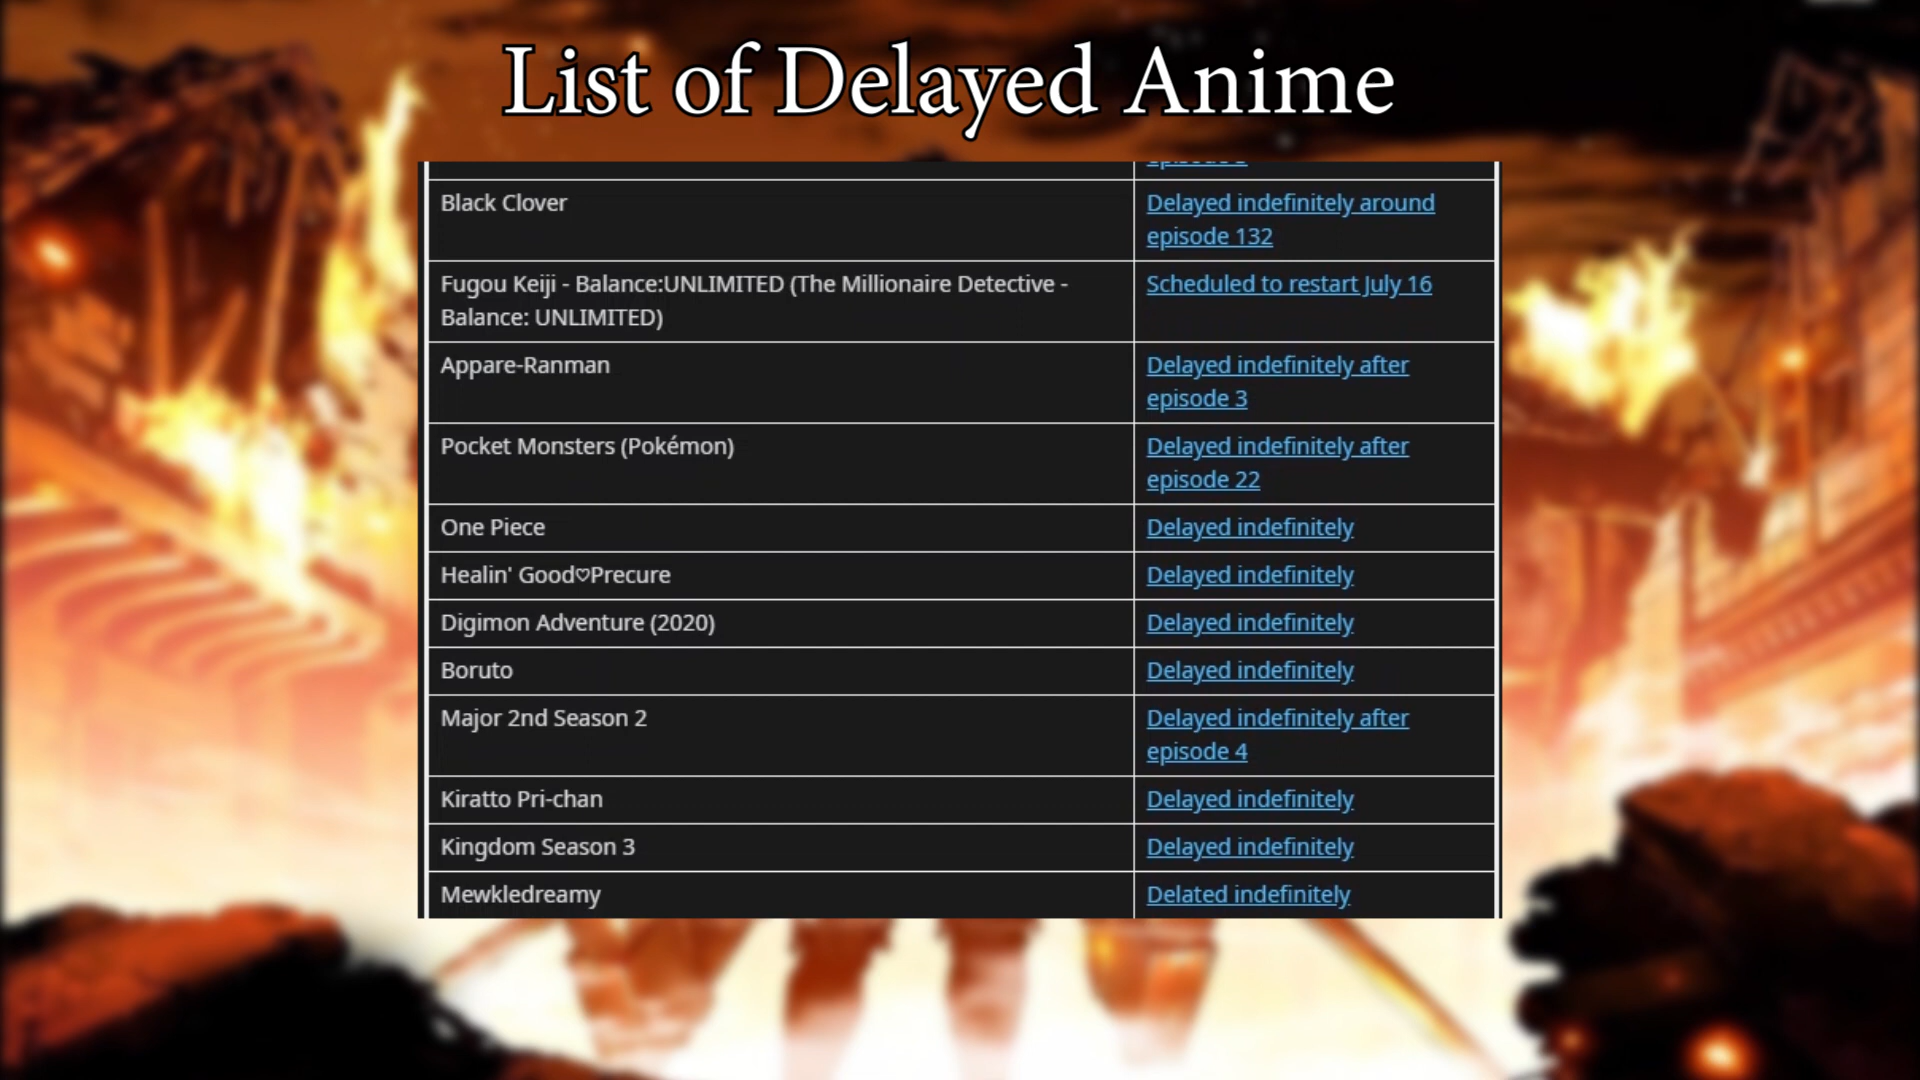 List of Delayed Anime
Black Clover
Delayed indefinitely around
episode 132
Fugou Keiji - Balance:UNLIMITED (The Millionaire Detective -
Balance: UNLIMITED)
Scheduled to restart July 16
Appare-Ranman
Delayed indefinitely after
episode 3
Pocket Monsters (Pokémon)
Delayed indefinitely after
episode 22
One Piece
Delayed indefinitely
Healin' Good♡Precure
Delayed indefinitely
Digimon Adventure (2020)
Delayed indefinitely
Boruto
Delayed indefinitely
Major 2nd Season 2
Delayed indefinitely after
episode 4
Kiratto Pri-chan
Delayed indefinitely
Kingdom Season 3
Delayed indefinitely
Mewkledreamy
Delated indefinitely